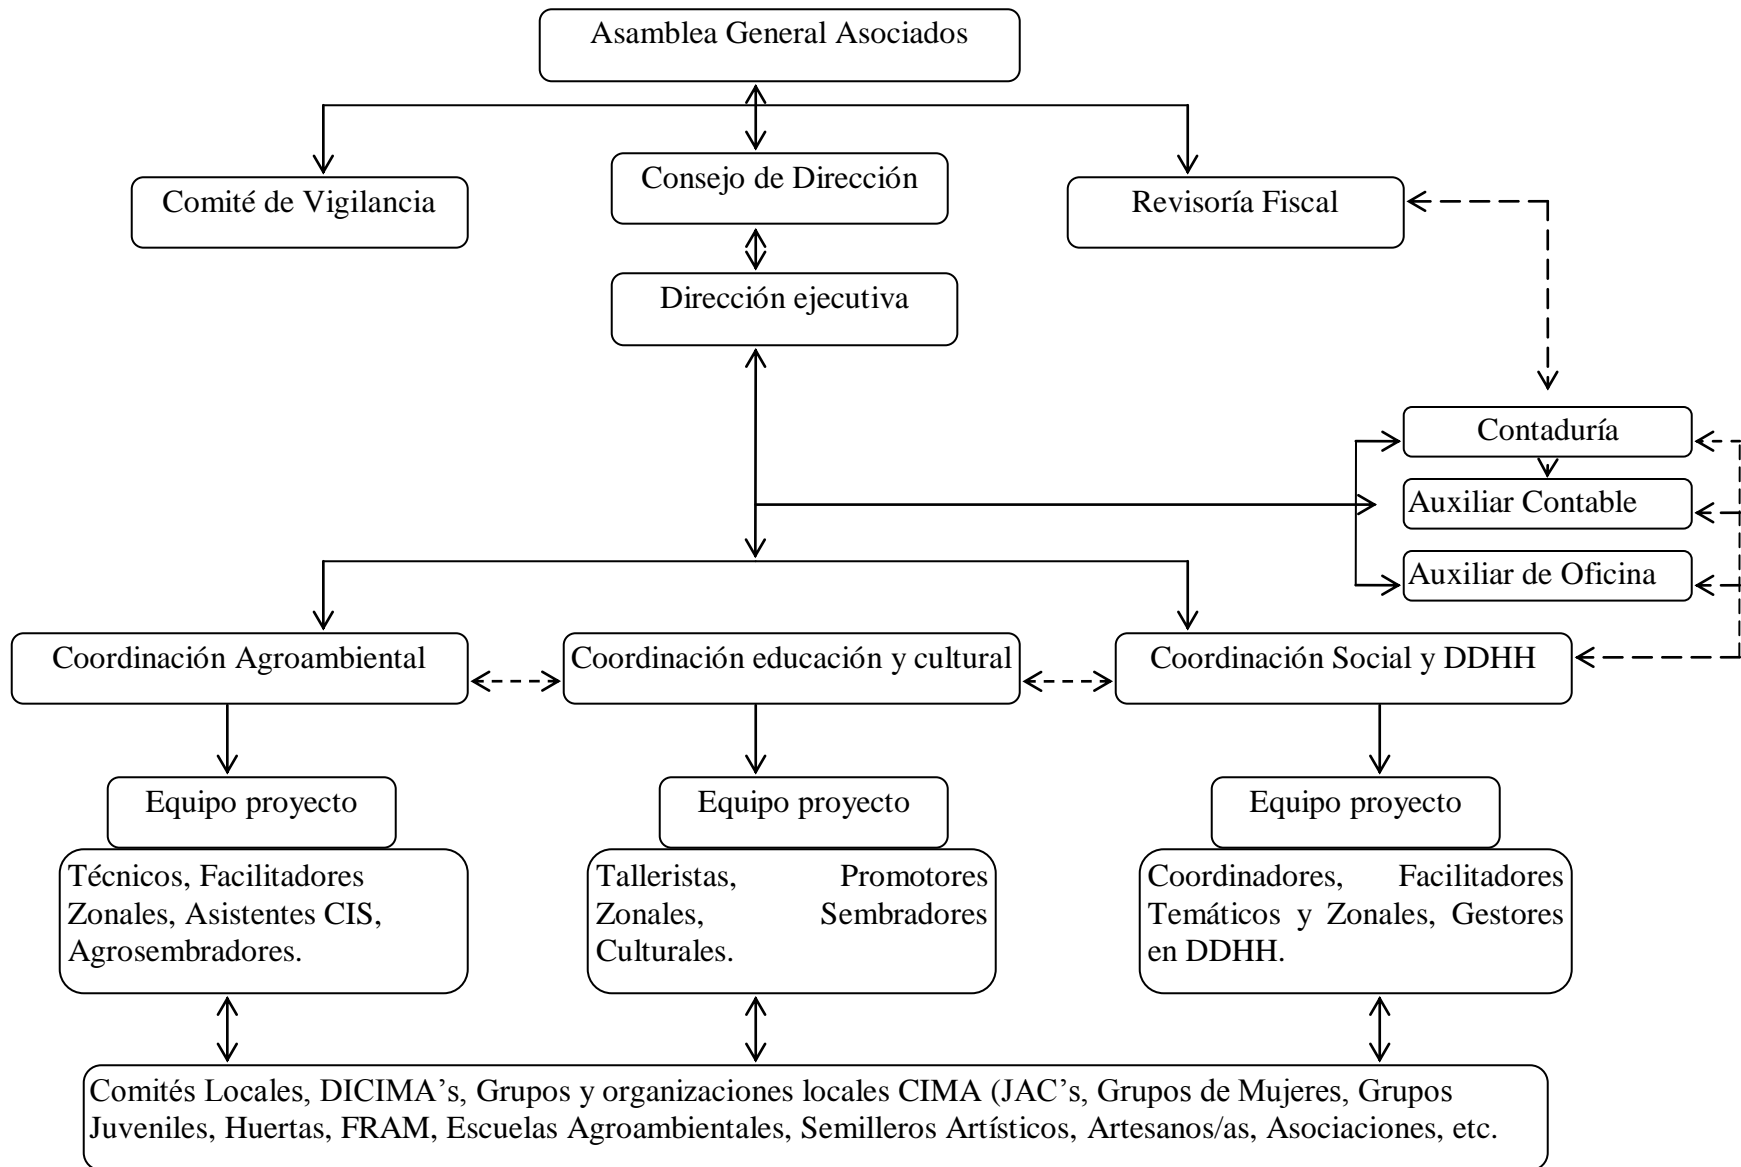 Asamblea General Asociados
Comité de Vigilancia
Consejo de Dirección
Revisoría Fiscal
Dirección ejecutiva
Contaduría
Auxiliar Contable
Auxiliar de Oficina
Coordinación Agroambiental
Coordinación educación y cultural
Coordinación Social y DDHH
Equipo proyecto
Técnicos, Facilitadores
Zonales, Asistentes CIS,
Agrosembradores.
Equipo proyecto
Talleristas, Promotores
Zonales, Sembradores
Culturales.
Equipo proyecto
Coordinadores, Facilitadores
Temáticos y Zonales, Gestores
en DDHH.
Comités Locales, DICIMA’s, Grupos y organizaciones locales CIMA (JAC’s, Grupos de Mujeres, Grupos
Juveniles, Huertas, FRAM, Escuelas Agroambientales, Semilleros Artísticos, Artesanos/as, Asociaciones, etc.